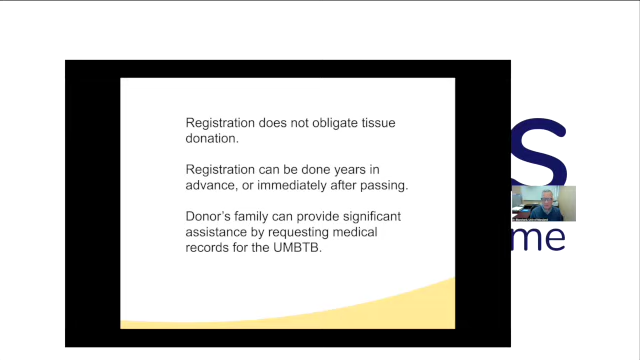 Registration does not obligate tissue
donation.
Registration can be done years in
advance, or immediately after passing.
Donor's family can provide significant
assistance by requesting medical
records for the UMBTB.
s
me